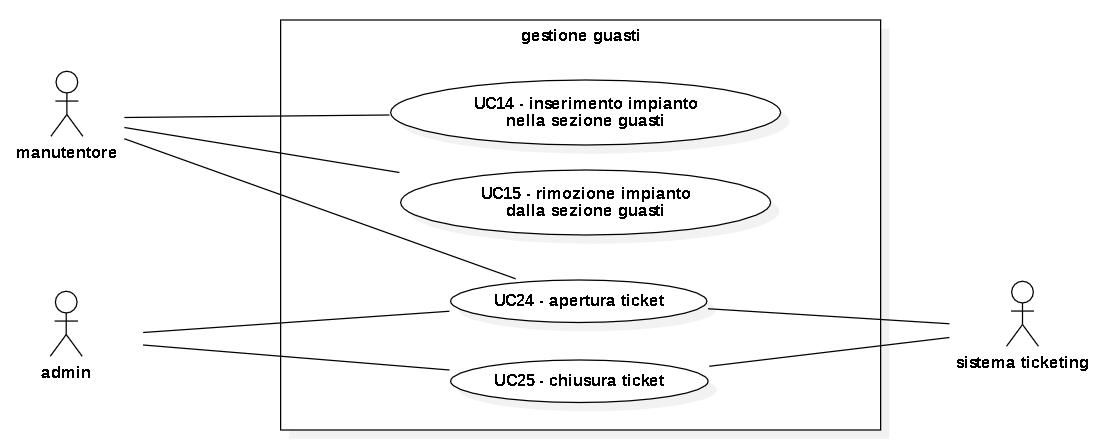 gestione guasti
UC14 - inserimento impianto
nella sezione guasti
manutentore
UC15 - rimozione impianto
dalla sezione guasti
UC24 - apertura ticket
admin
sistema ticketing
UC25 - chiusura ticket